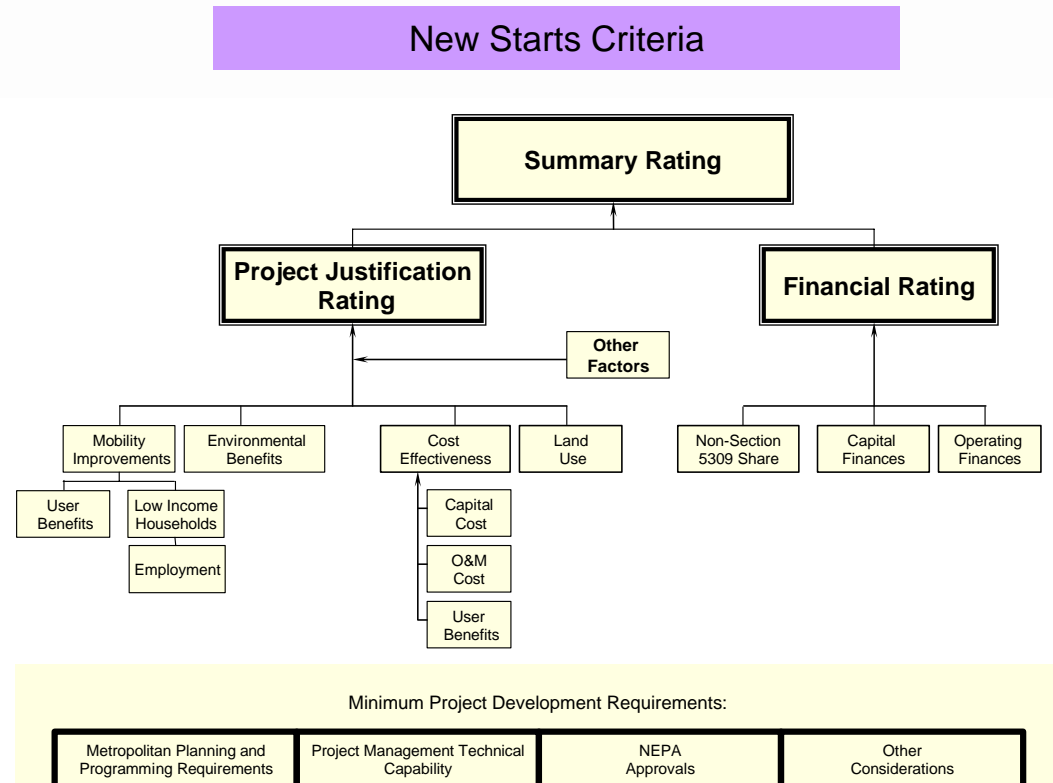 New Starts Criteria
Summary Rating
Project Justification
Rating
Financial Rating
Other
Factors
Mobility
Improvements
Environmental
Benefits
Cost
Effectiveness
Land
Use
Non-Section
5309 Share
Capital
Finances
Operating
Finances
User
Benefits
Low Income
Households
Employment
Capital
Cost
O&M
Cost
User
Benefits
Minimum Project Development Requirements:
Metropolitan Planning and
Programming Requirements
Project Management Technical
Capability
NEPA
Approvals
Other
Considerations